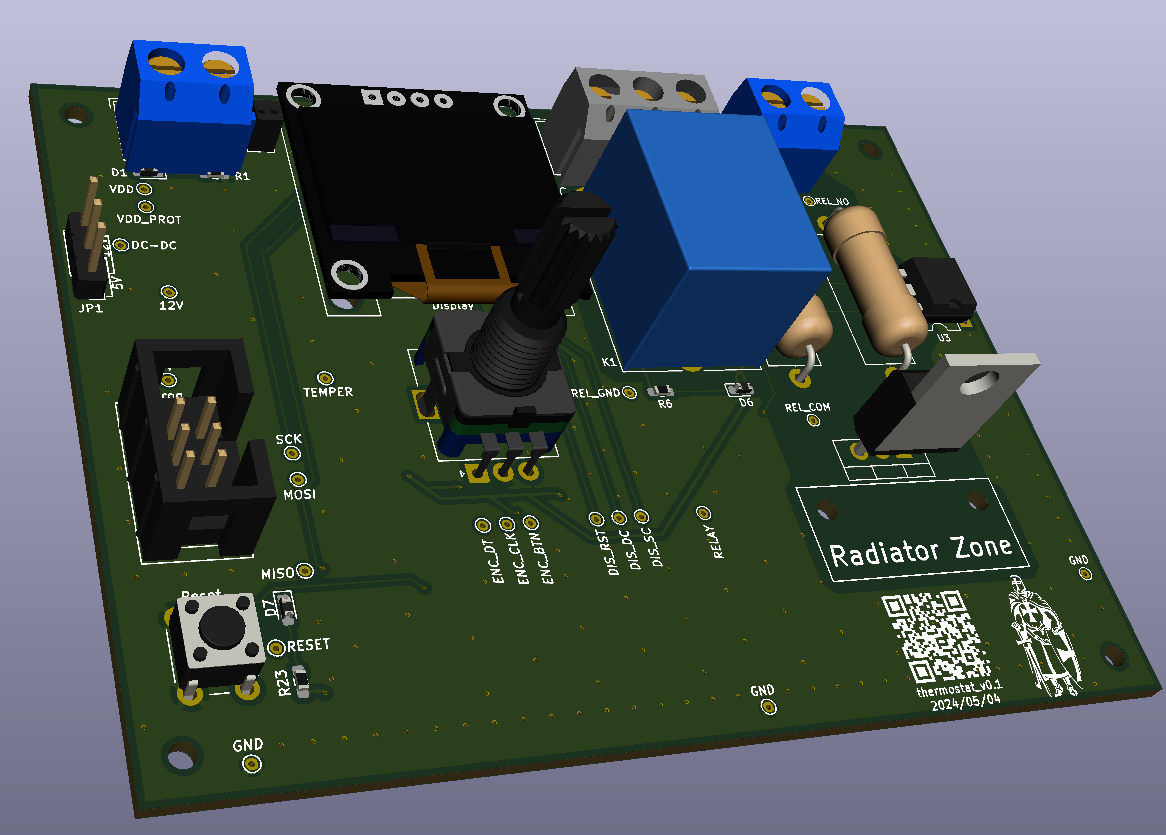 D1
R1
VDD
VDD_PROT
DC-DC
5V
JP1
12V
REL_NO
U3
Display
K1
TEMPER
REL_GND
R6
D6
REL_COM
SCK
MOSI
ENC_DT
ENC_CLK
ENC_BTN
DIS_RST
DIS_DC
DIS_SC
RELAY
Radiator Zone
MISO
GND
Reset
D7
RESET
R23
thermostat_v0.1
2024/05/04
GND
GND